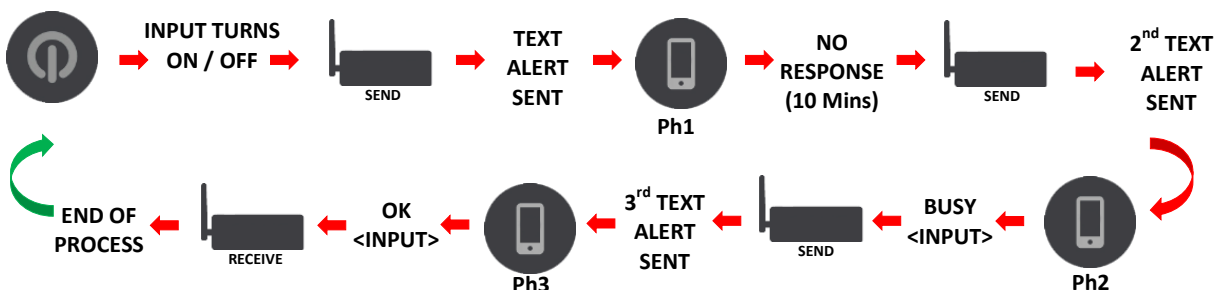 INPUT TURNS
ON / OFF
SEND
TEXT
ALERT
SENT
Ph1
NO
RESPONSE
(10 Mins)
SEND
2nd TEXT
ALERT
SENT
Ph2
BUSY
<INPUT>
SEND
3rd TEXT
ALERT
SENT
Ph3
OK
<INPUT>
RECEIVE
END OF
PROCESS